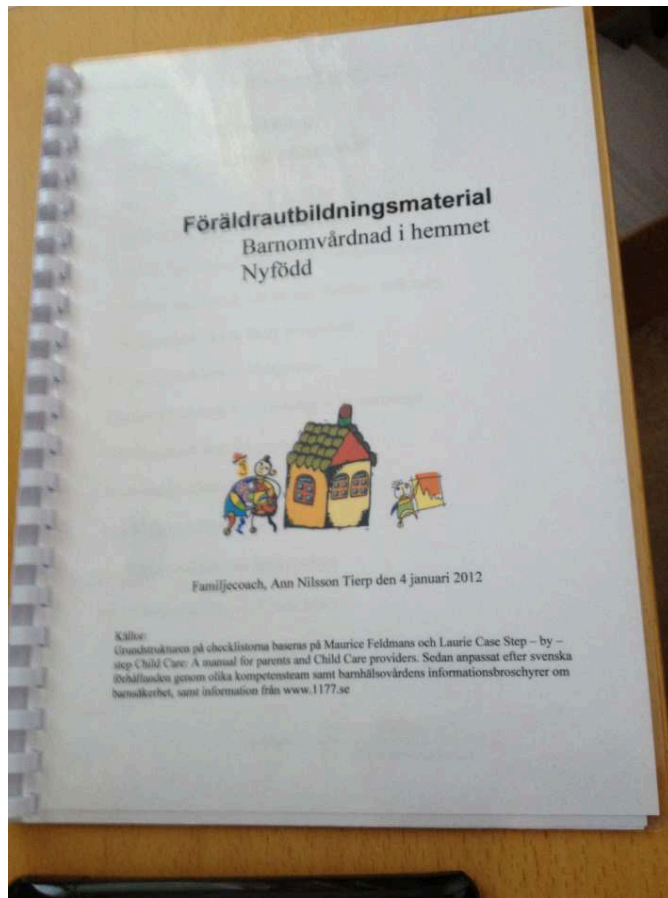 Föräldrautbildningsmaterial
Barnomvårdnad i hemmet
Nyfödd
Familjecoach, Ann Nilsson Tierp den 4 januari 2012
Källor:
Grundstrukturen på checklistorna baseras på Maurice Feldmans och Laurie Case Step – by –
step Child Care: A manual for parents and Child Care providers. Sedan anpassat efter svenska
förhållanden genom olika kompetensteam samt barnhälsovårdens informationsbroschyrer om
barnsäkerhet, samt information från www.1177.se